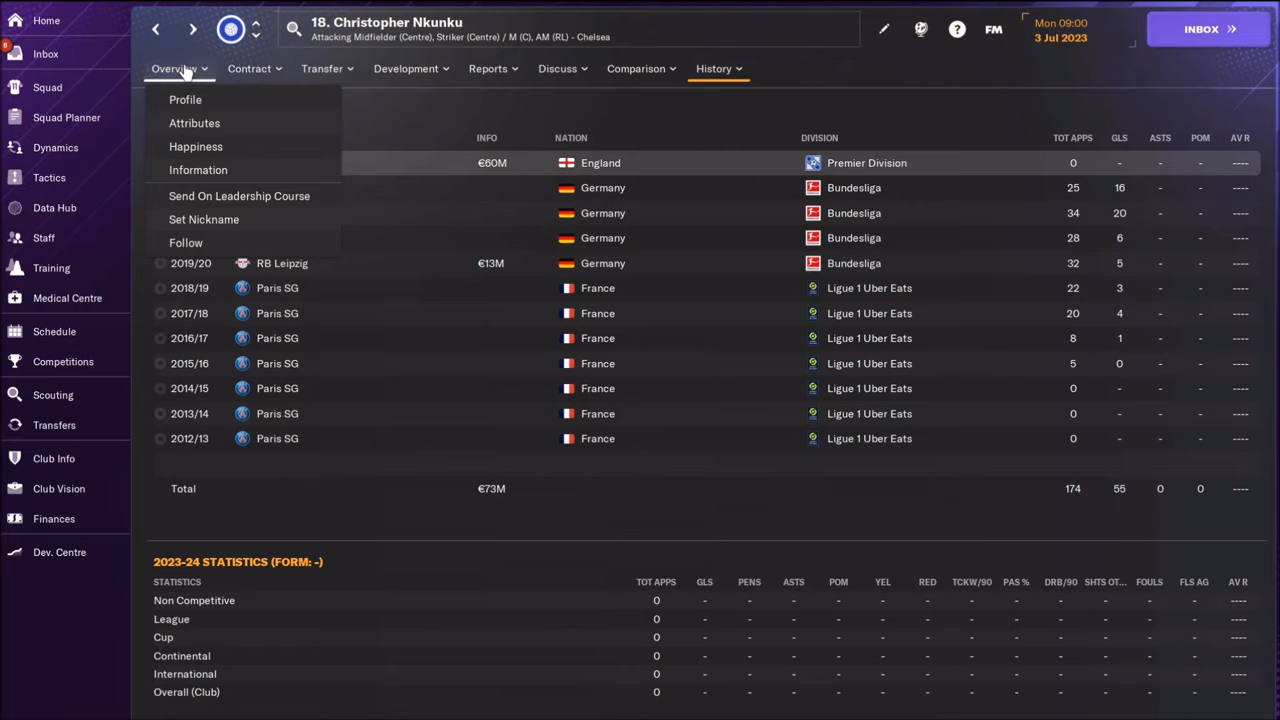 Home
8
Inbox
Squad
Squad Planner
Dynamics
Tactics
Data Hub
Staff
Training
Medical Centre
Schedule
Competitions
Scouting
Transfers
Club Info
Club Vision
Finances
Dev. Centre
18. Christopher Nkunku
Attacking Midfielder (Centre), Striker (Centre) / M (C), AM (RL) - Chelsea
?
FM
Mon 09:00
3 Jul 2023
INBOX
Overview Contract Transfer Development Reports Discuss Comparison History
Profile
Attributes
Happiness
Information
Send On Leadership Course
Set Nickname
Follow
INFO NATION DIVISION TOT APPS GLS ASTS POM AV R
€60M England Premier Division 0 - - - ----
Germany Bundesliga 25 16 - - ----
Germany Bundesliga 34 20 - - ----
Germany Bundesliga 28 6 - - ----
2019/20 RB Leipzig €13M Germany Bundesliga 32 5 - - ----
2018/19 Paris SG France Ligue 1 Uber Eats 22 3 - - ----
2017/18 Paris SG France Ligue 1 Uber Eats 20 4 - - ----
2016/17 Paris SG France Ligue 1 Uber Eats 8 1 - - ----
2015/16 Paris SG France Ligue 1 Uber Eats 5 0 - - ----
2014/15 Paris SG France Ligue 1 Uber Eats 0 - - - ----
2013/14 Paris SG France Ligue 1 Uber Eats 0 - - - ----
2012/13 Paris SG France Ligue 1 Uber Eats 0 - - - ----
Total €73M 174 55 0 0 ----
2023-24 STATISTICS (FORM: -)
STATISTICS TOT APPS GLS PENS ASTS POM YEL RED TCKW/90 PAS % DRB/90 SHTS OT... FOULS FLS AG AV R
Non Competitive 0 - - - - - - - - - - - - ----
League 0 - - - - - - - - - - - - ----
Cup 0 - - - - - - - - - - - - ----
Continental 0 - - - - - - - - - - - - ----
International 0 - - - - - - - - - - - - ----
Overall (Club) 0 - - - - - - - - - - - - ----